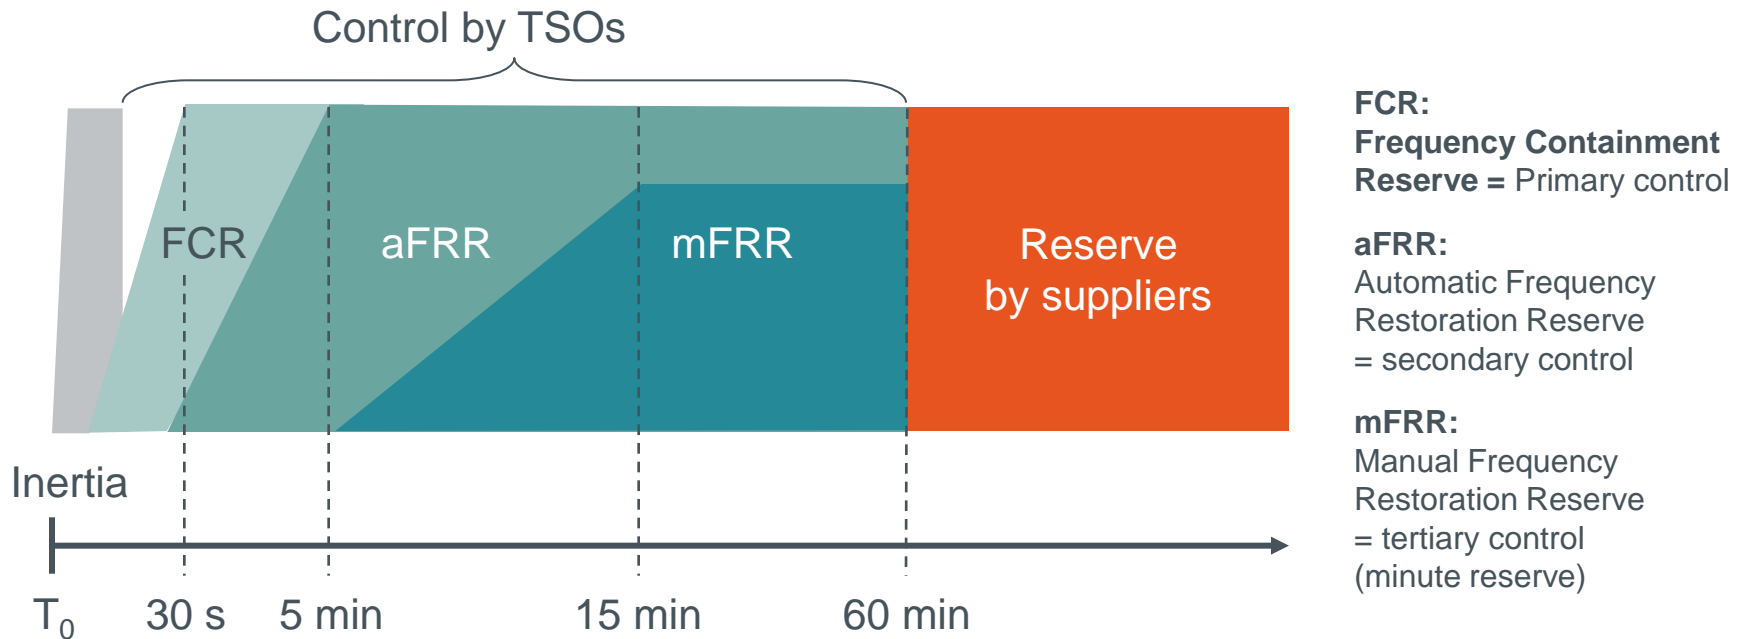 Control by TSOs
FCR
aFRR
mFRR
Reserve
by suppliers
Inertia
T₀
30 s
5 min
15 min
60 min
FCR:
Frequency Containment
Reserve = Primary control
aFRR:
Automatic Frequency
Restoration Reserve
= secondary control
mFRR:
Manual Frequency
Restoration Reserve
= tertiary control
(minute reserve)